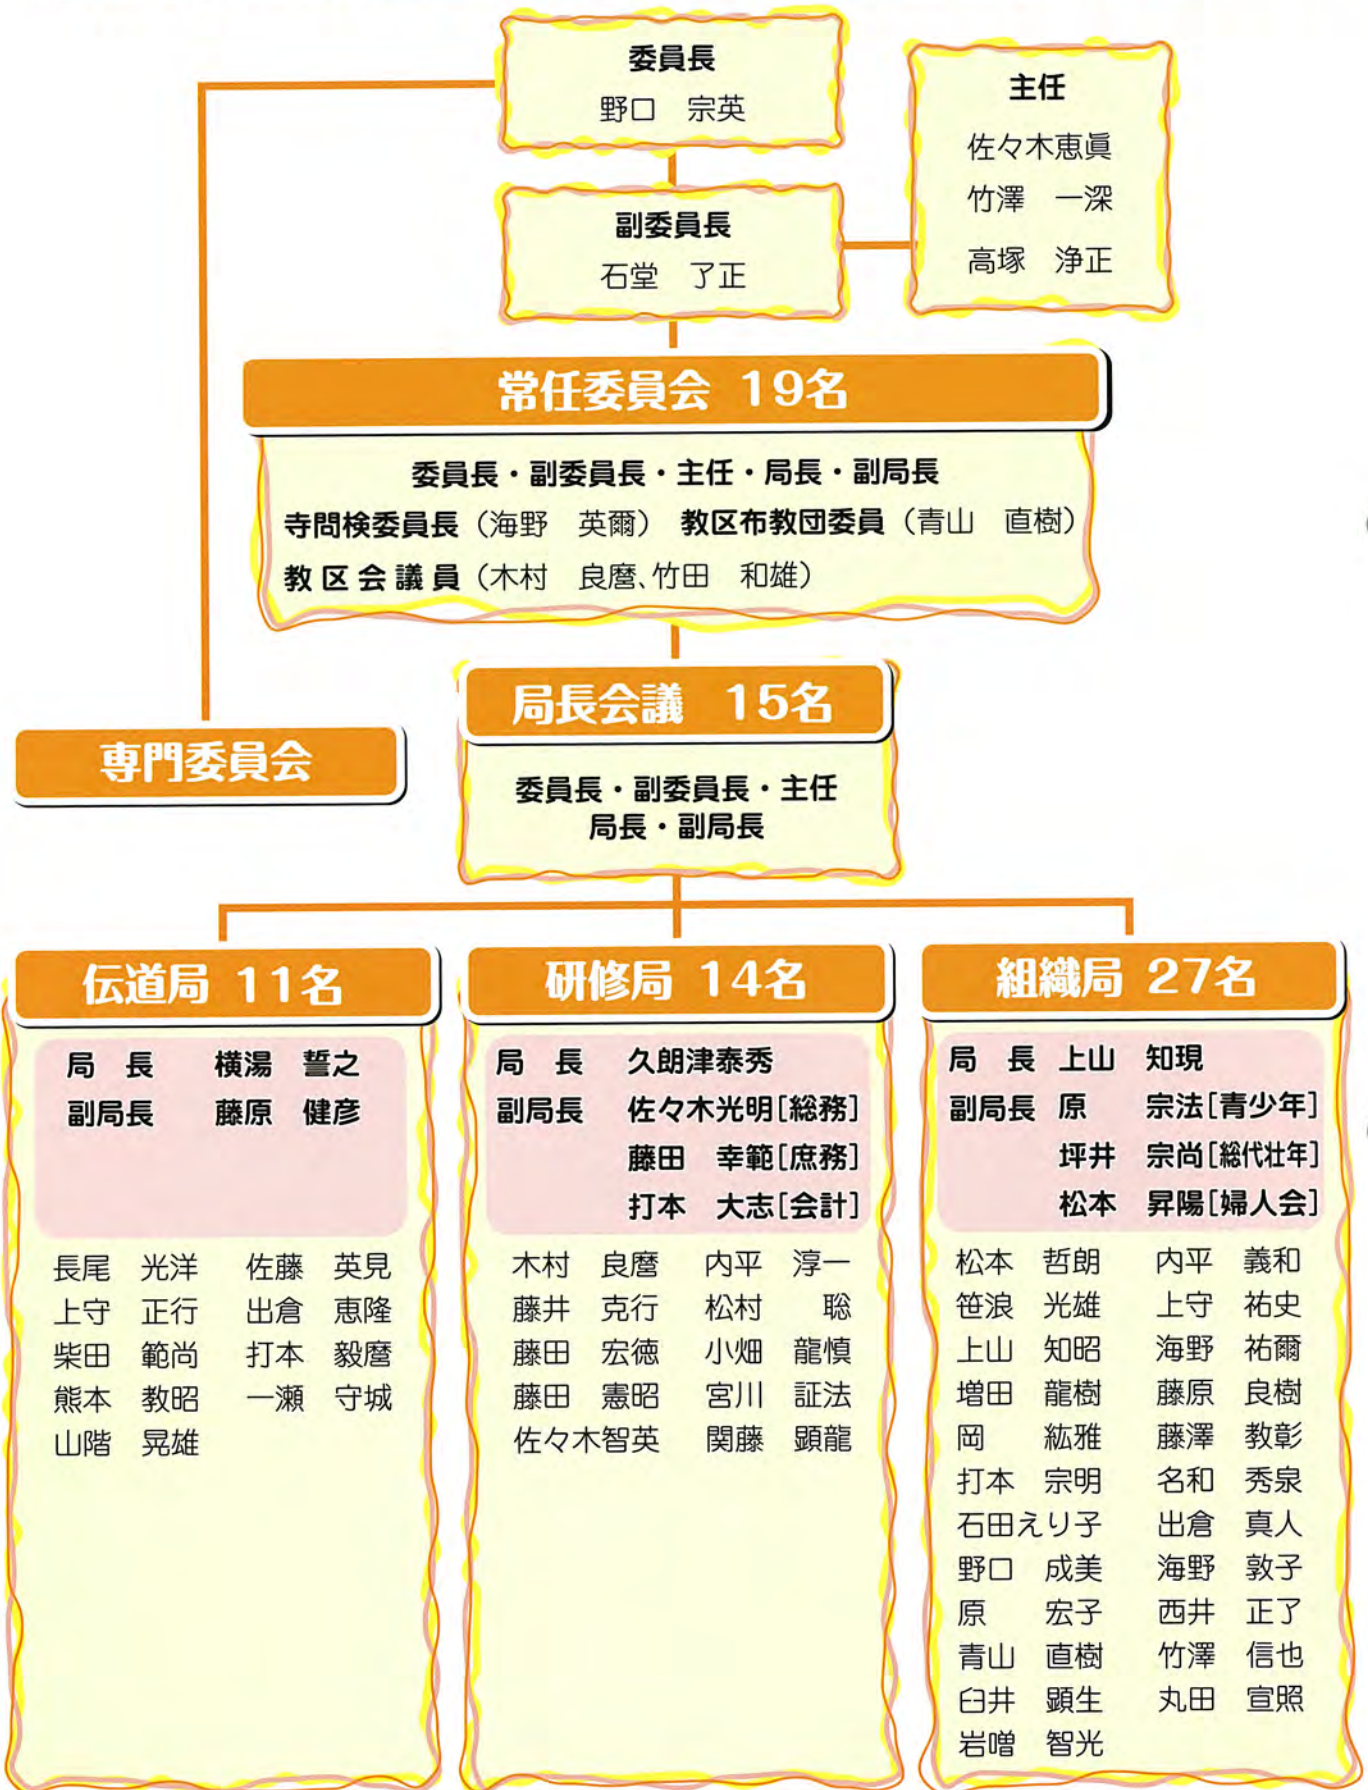 委員長
野口　宗英
主任
佐々木恵眞
竹澤　一深
高塚　浄正
副委員長
石堂　了正
常任委員会 19名
委員長・副委員長・主任・局長・副局長
寺問検委員長（海野　英爾）　教区布教団委員（青山　直樹）
教区会議員（木村　良麿、竹田　和雄）
局長会議　15名
委員長・副委員長・主任
局長・副局長
専門委員会
伝道局 11名
局　長　横湯　誓之
副局長　藤原　健彦
長尾　光洋　佐藤　英見
上守　正行　出倉　恵隆
柴田　範尚　打本　毅麿
熊本　教昭　一瀬　守城
山階　晃雄
研修局 14名
局　長　久朗津泰秀
副局長　佐々木光明[総務]
藤田　幸範[庶務]
打本　大志[会計]
木村　良麿　内平　淳一
藤井　克行　松村　聡
藤田　宏徳　小畑　龍慎
藤田　憲昭　宮川　証法
佐々木智英　関藤　顕龍
組織局 27名
局　長　上山　知現
副局長　原　宗法[青少年]
坪井　宗尚[総代壮年]
松本　昇陽[婦人会]
松本　哲朗　内平　義和
笹浪　光雄　上守　祐史
上山　知昭　海野　祐爾
増田　龍樹　藤原　良樹
岡　紘雅　藤澤　教彰
打本　宗明　名和　秀泉
石田えり子　出倉　真人
野口　成美　海野　敦子
原　宏子　西井　正了
青山　直樹　竹澤　信也
臼井　顕生　丸田　宣照
岩噌　智光